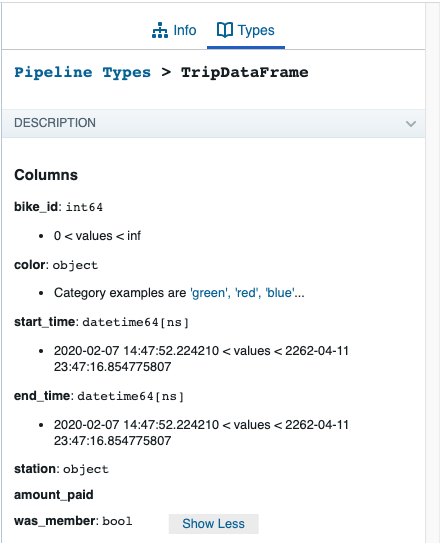 Info Types
Pipeline Types > TripDataFrame
DESCRIPTION
Columns
bike_id: int64
• 0 < values < inf
color: object
• Category examples are 'green', 'red', 'blue'...
start_time: datetime64[ns]
• 2020-02-07 14:47:52.224210 < values < 2262-04-11
23:47:16.854775807
end_time: datetime64[ns]
• 2020-02-07 14:47:52.224210 < values < 2262-04-11
23:47:16.854775807
station: object
amount_paid
was_member: bool
Show Less